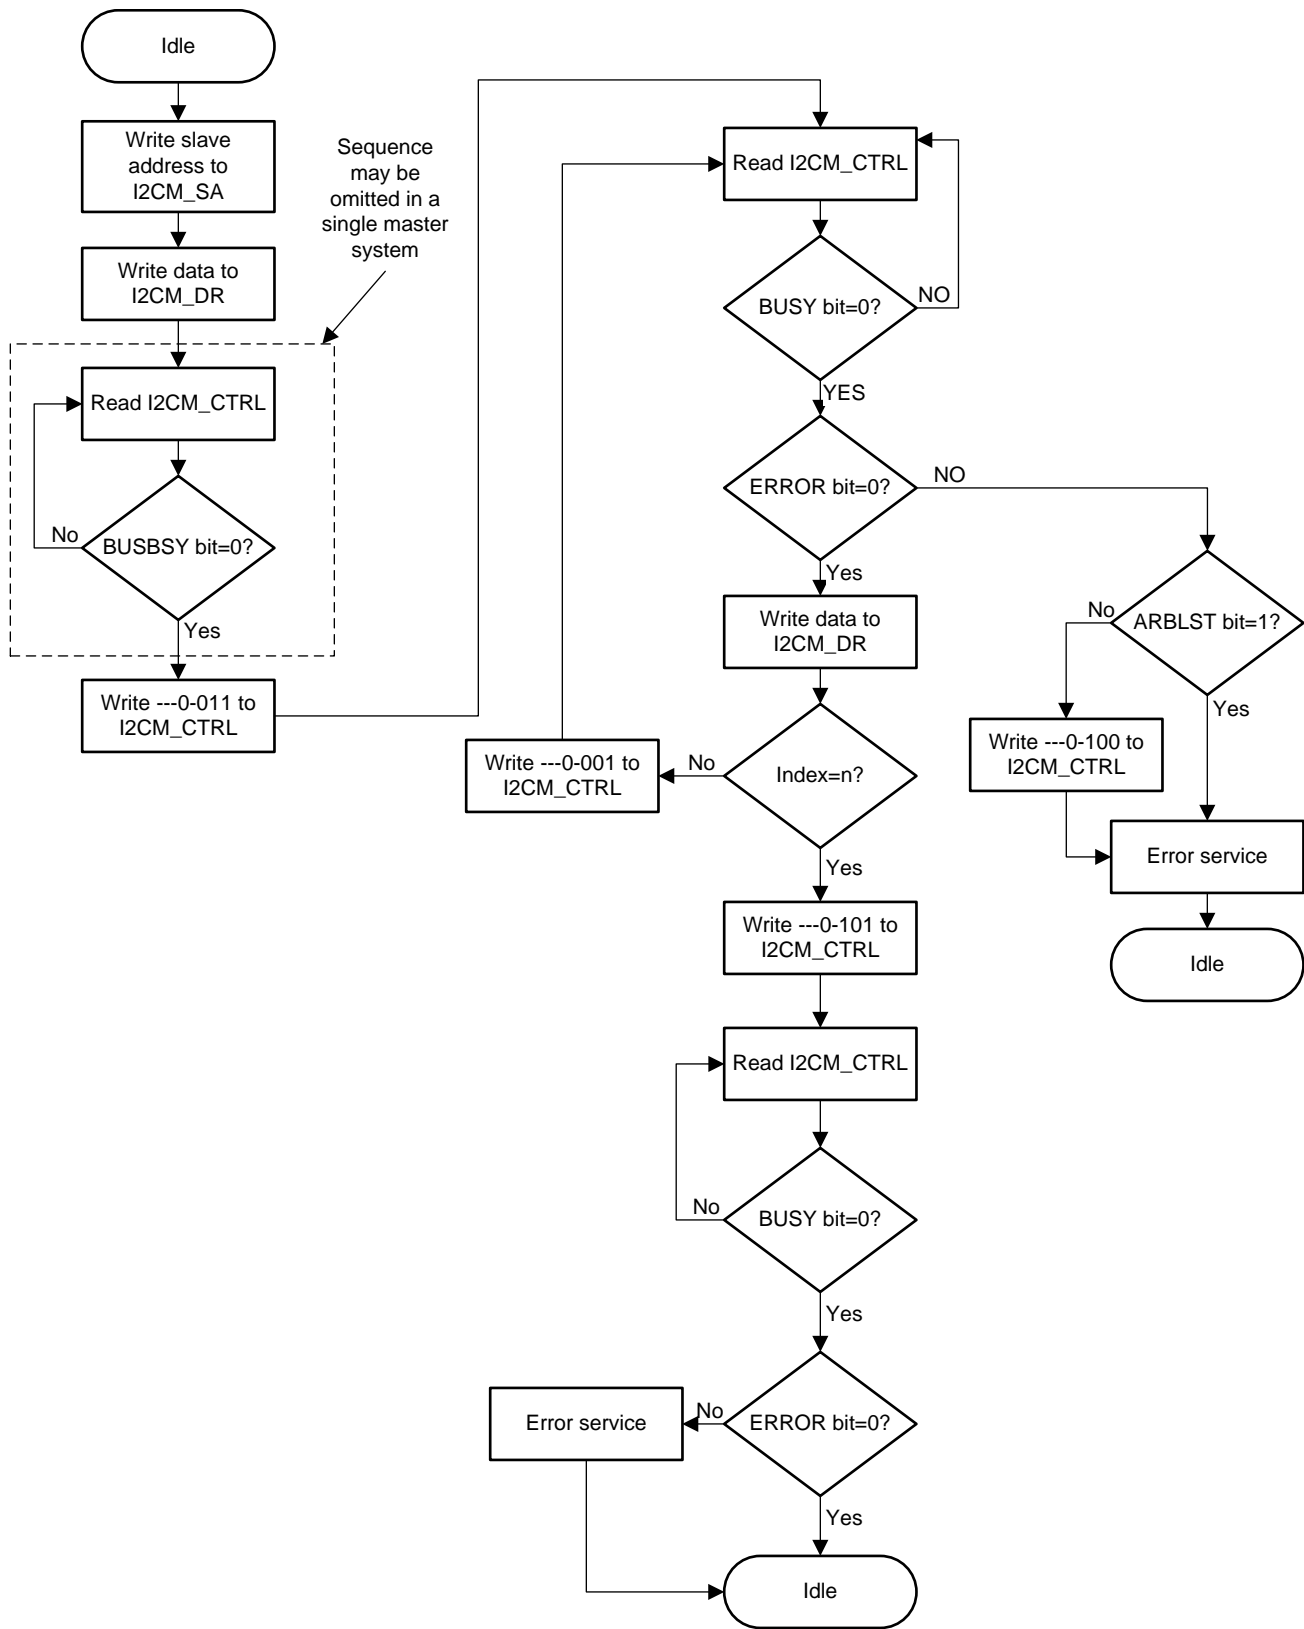 Idle
Write slave
address to
I2CM_SA
Write data to
I2CM_DR
Sequence
may be
omitted in a
single master
system
Read I2CM_CTRL
BUSBSY bit=0?
No
Yes
Write ---0-011 to
I2CM_CTRL
Read I2CM_CTRL
BUSY bit=0?
NO
YES
ERROR bit=0?
NO
Yes
Write data to
I2CM_DR
Index=n?
No
Write ---0-001 to
I2CM_CTRL
Yes
Write ---0-101 to
I2CM_CTRL
Read I2CM_CTRL
BUSY bit=0?
No
Yes
ERROR bit=0?
No
Error service
Yes
Idle
ARBLST bit=1?
No
Yes
Write ---0-100 to
I2CM_CTRL
Error service
Idle